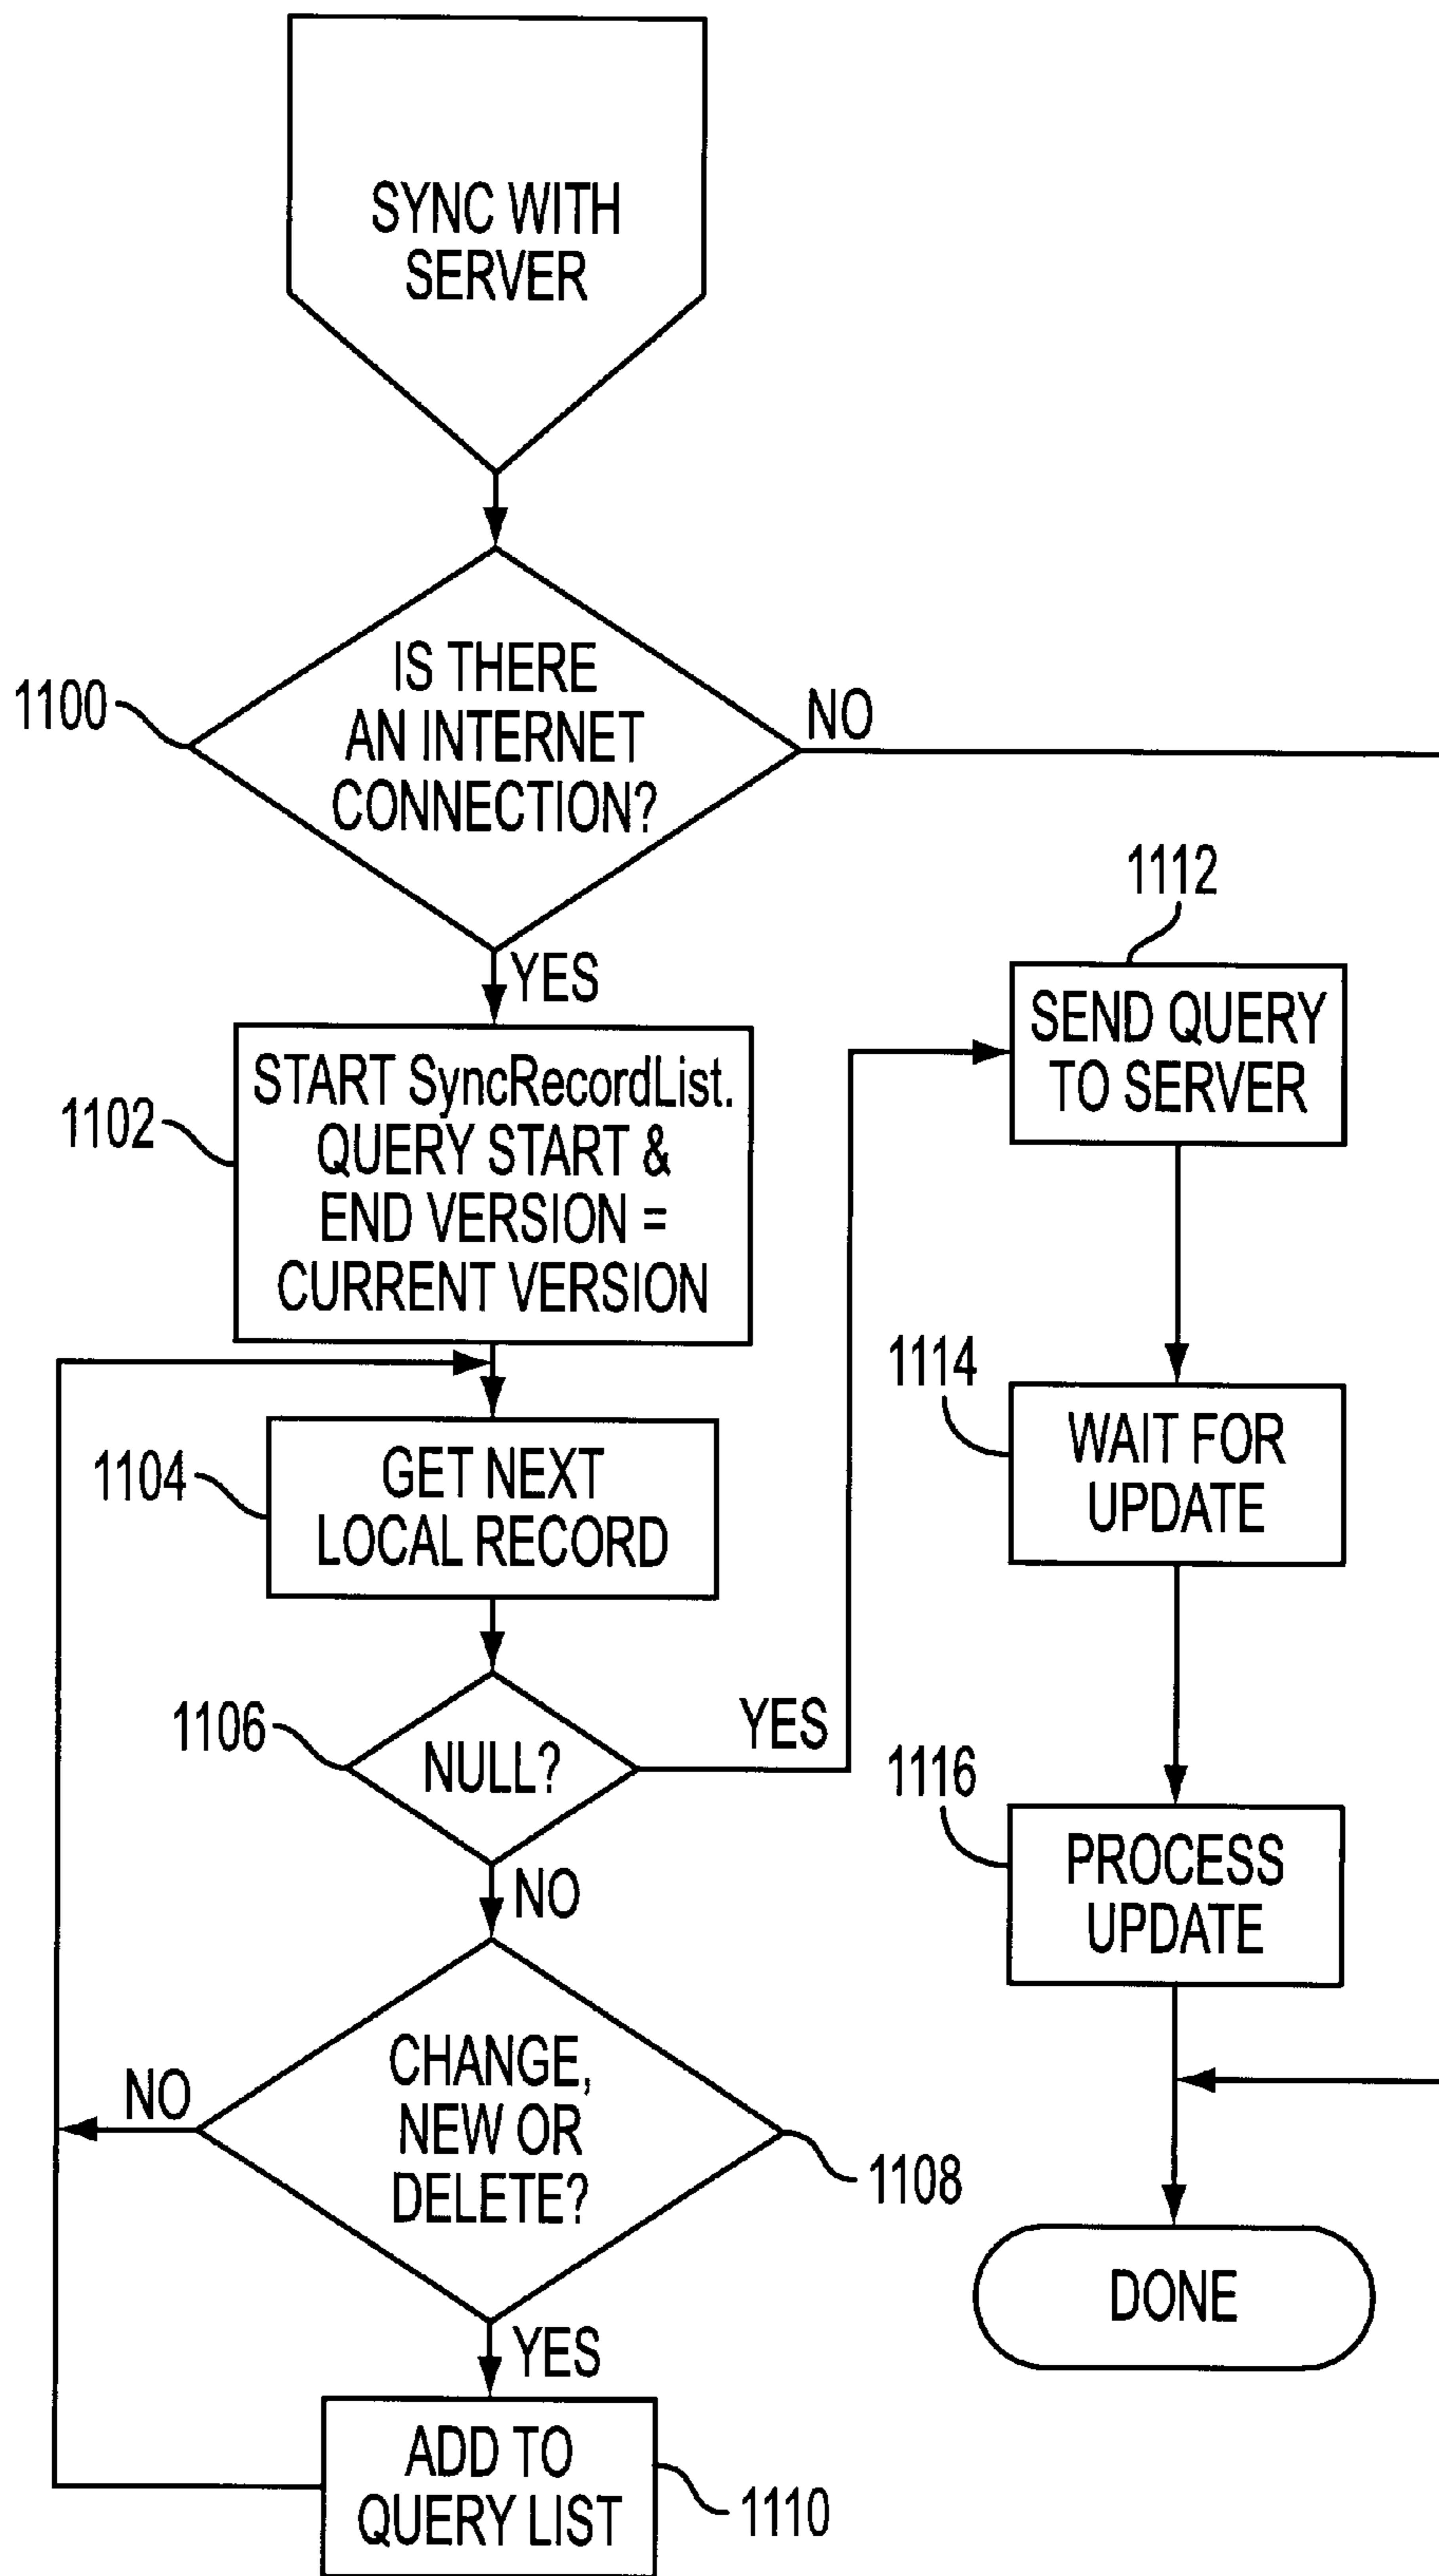 SYNC WITH
SERVER
1100
IS THERE
AN INTERNET
CONNECTION?
NO
YES
1102
START SyncRecordList.
QUERY START &
END VERSION =
CURRENT VERSION
1104
GET NEXT
LOCAL RECORD
1106
NULL?
YES
NO
CHANGE,
NEW OR
DELETE?
NO
1108
YES
ADD TO
QUERY LIST
1110
1112
SEND QUERY
TO SERVER
1114
WAIT FOR
UPDATE
1116
PROCESS
UPDATE
DONE